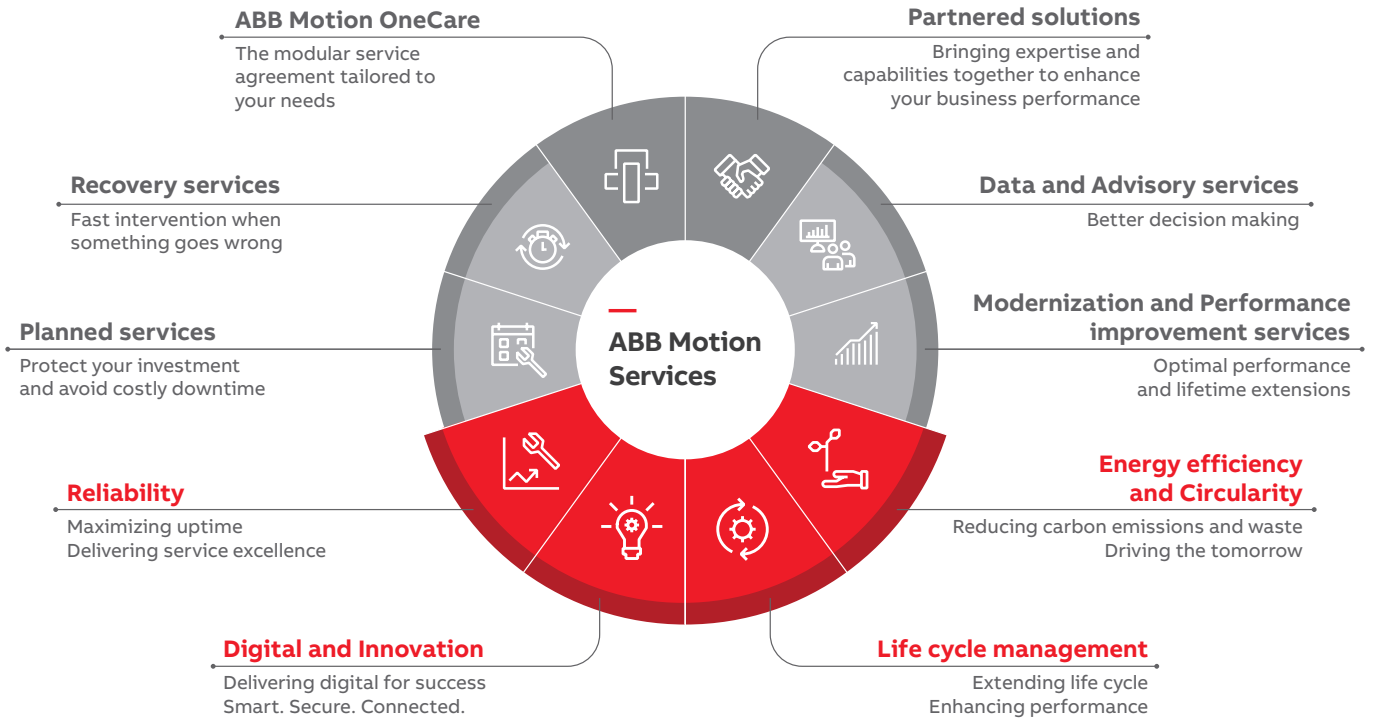 ABB Motion OneCare
The modular service
agreement tailored to
your needs
Partnered solutions
Bringing expertise and
capabilities together to enhance
your business performance
Recovery services
Fast intervention when
something goes wrong
Data and Advisory services
Better decision making
Planned services
Protect your investment
and avoid costly downtime
ABB Motion
Services
Modernization and Performance
improvement services
Optimal performance
and lifetime extensions
Reliability
Maximizing uptime
Delivering service excellence
Energy efficiency
and Circularity
Reducing carbon emissions and waste
Driving the tomorrow
Digital and Innovation
Delivering digital for success
Smart. Secure. Connected.
Life cycle management
Extending life cycle
Enhancing performance